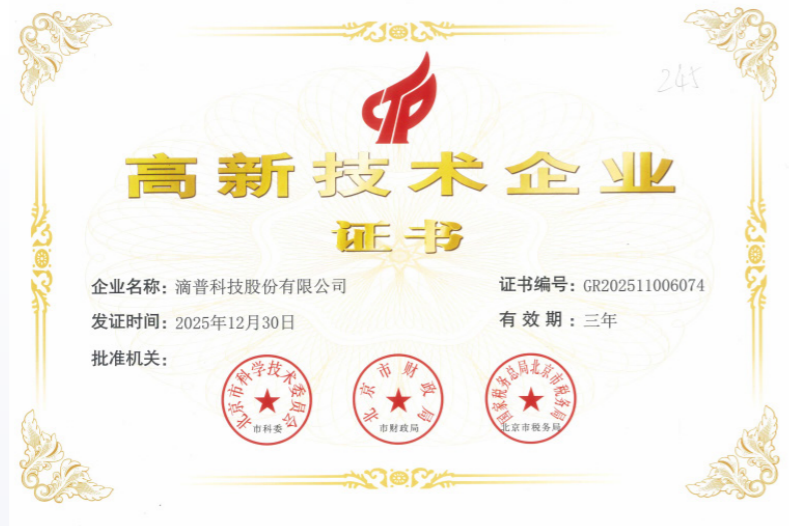 245
高新技术企业
证书
企业名称：滴普科技股份有限公司
证书编号：GR202511006074
发证时间：2025年12月30日
有效期：三年
批准机关：
北京市科学技术委员会
市科委
北京市财政局
市财政局
国家税务总局北京市税务局
北京市税务局